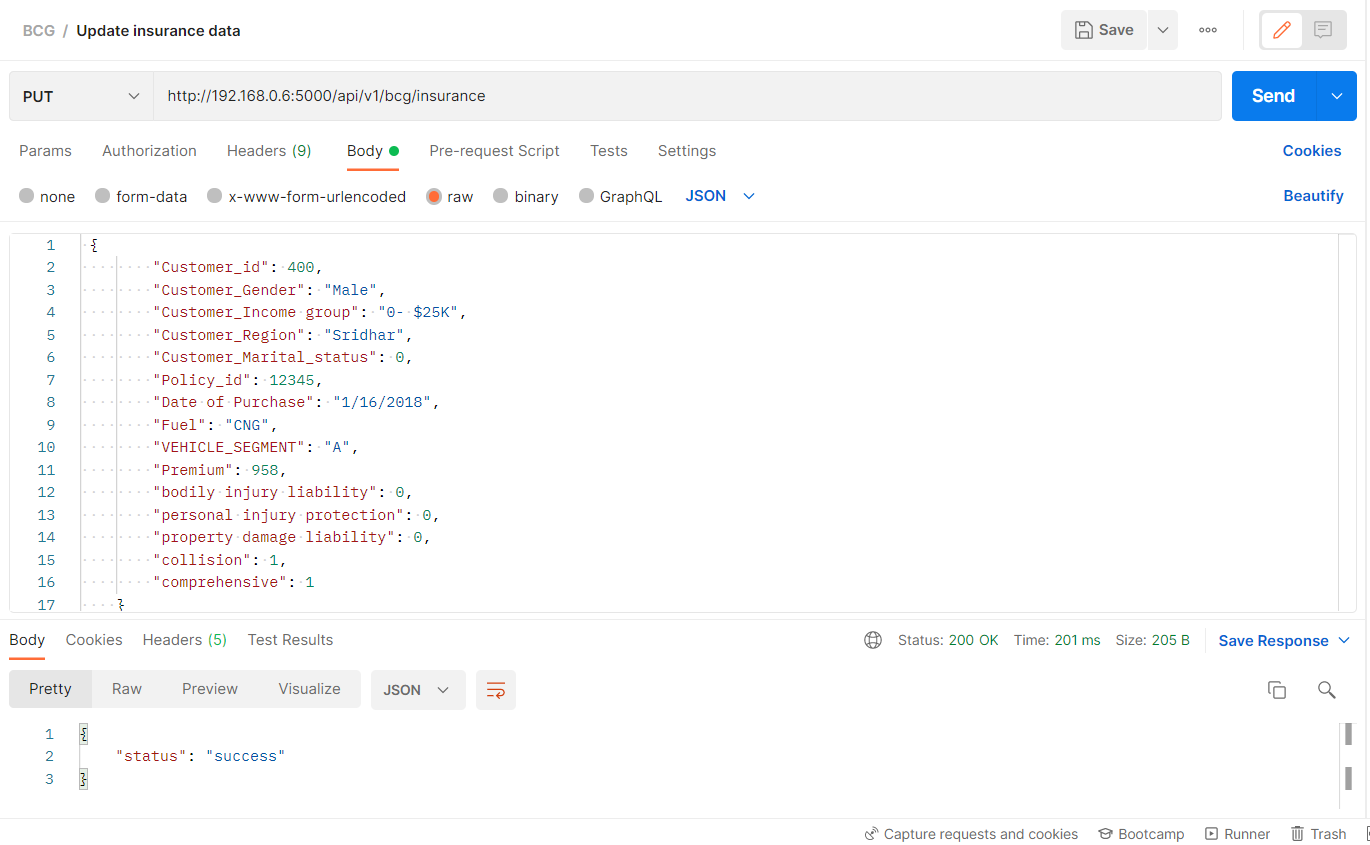 BCG / Update insurance data
Save
PUT
http://192.168.0.6:5000/api/v1/bcg/insurance
Send
Params Authorization Headers (9) Body Pre-request Script Tests Settings Cookies
none form-data x-www-form-urlencoded raw binary GraphQL JSON Beautify
1 {
2 "Customer_id": 400,
3 "Customer_Gender": "Male",
4 "Customer_Income group": "0- $25K",
5 "Customer_Region": "Sridhar",
6 "Customer_Marital_status": 0,
7 "Policy_id": 12345,
8 "Date of Purchase": "1/16/2018",
9 "Fuel": "CNG",
10 "VEHICLE_SEGMENT": "A",
11 "Premium": 958,
12 "bodily injury liability": 0,
13 "personal injury protection": 0,
14 "property damage liability": 0,
15 "collision": 1,
16 "comprehensive": 1
17 }
Body Cookies Headers (5) Test Results Status: 200 OK Time: 201 ms Size: 205 B Save Response
Pretty Raw Preview Visualize JSON
1 {
2 "status": "success"
3 }
Capture requests and cookies Bootcamp Runner Trash